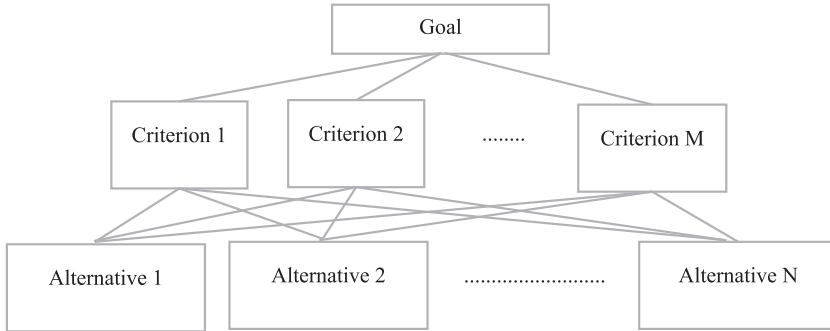 Goal
Criterion 1
Criterion 2
........
Criterion M
Alternative 1
Alternative 2
..........................
Alternative N